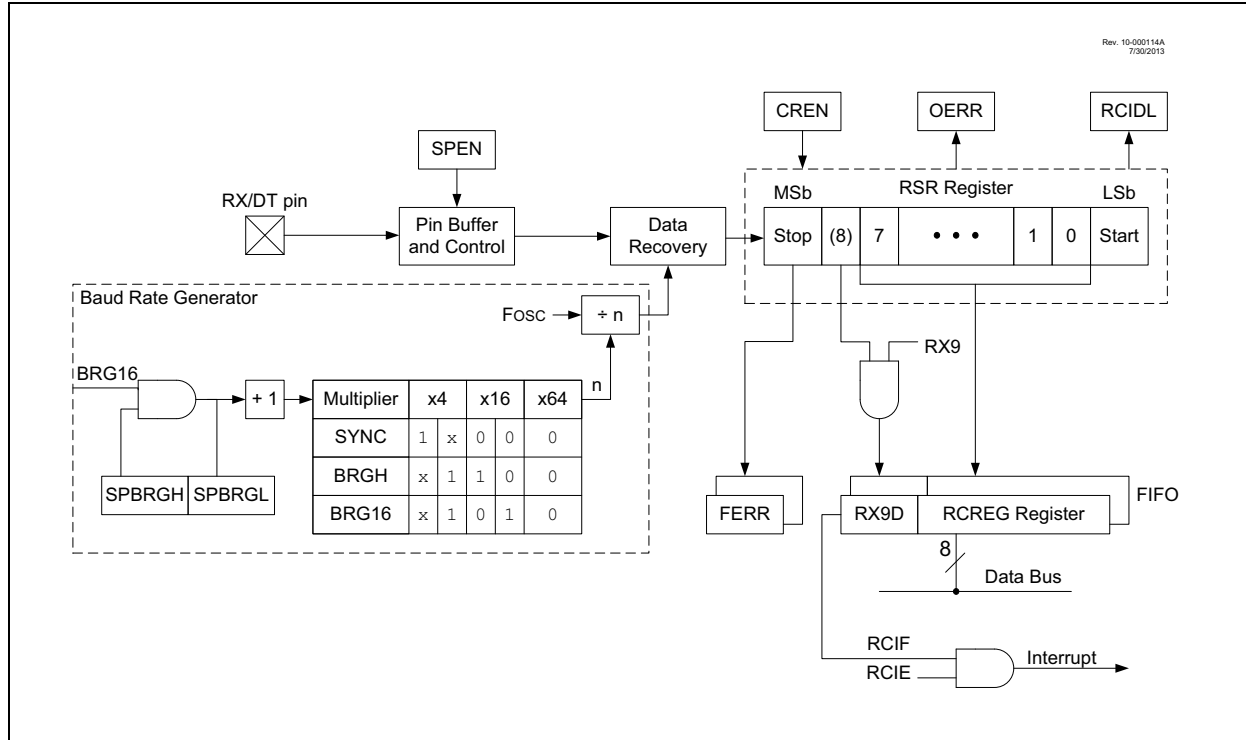 Rev. 10-000114A
7/30/2013
CREN
OERR
RCIDL
SPEN
MSb
RSR Register
LSb
RX/DT pin
Pin Buffer
and Control
Data
Recovery
Stop (8) 7 • • • 1 0 Start
Baud Rate Generator
FOSC
÷ n
RX9
BRG16
+ 1
n
Multiplier x4 x16 x64
SYNC 1 x 0 0 0
BRGH x 1 1 0 0
BRG16 x 1 0 1 0
SPBRGH SPBRGL
FERR
RX9D RCREG Register
FIFO
8
Data Bus
RCIF
RCIE
Interrupt